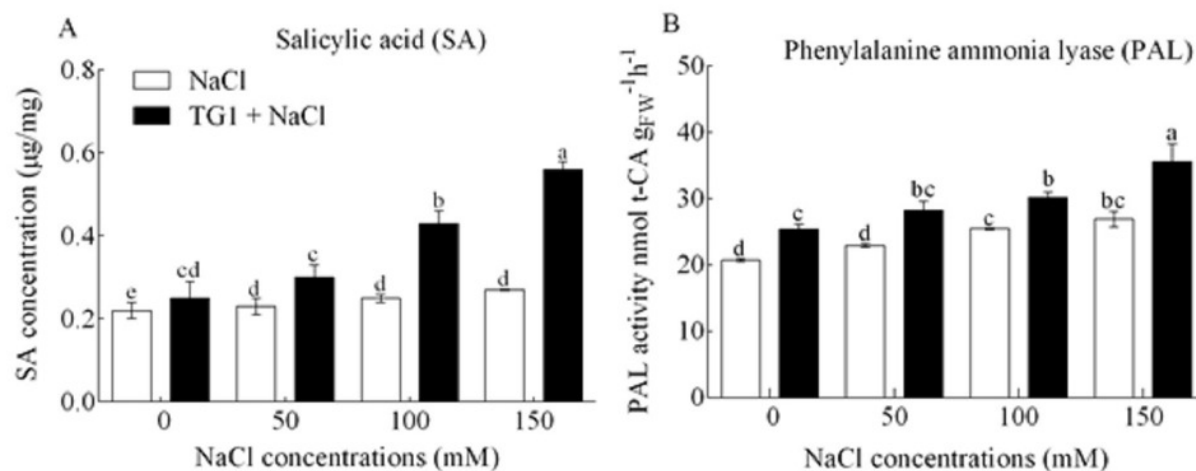 A
Salicylic acid (SA)
SA concentration (µg/mg)
0.8
0.6
0.4
0.2
0.0
NaCl
TG1 + NaCl
e
cd
d
c
d
b
d
a
0
50
100
150
NaCl concentrations (mM)
B
Phenylalanine ammonia lyase (PAL)
PAL activity nmol t-CA g_FW⁻¹h⁻¹
50
40
30
20
10
0
d
c
d
bc
c
b
bc
a
0
50
100
150
NaCl concentrations (mM)